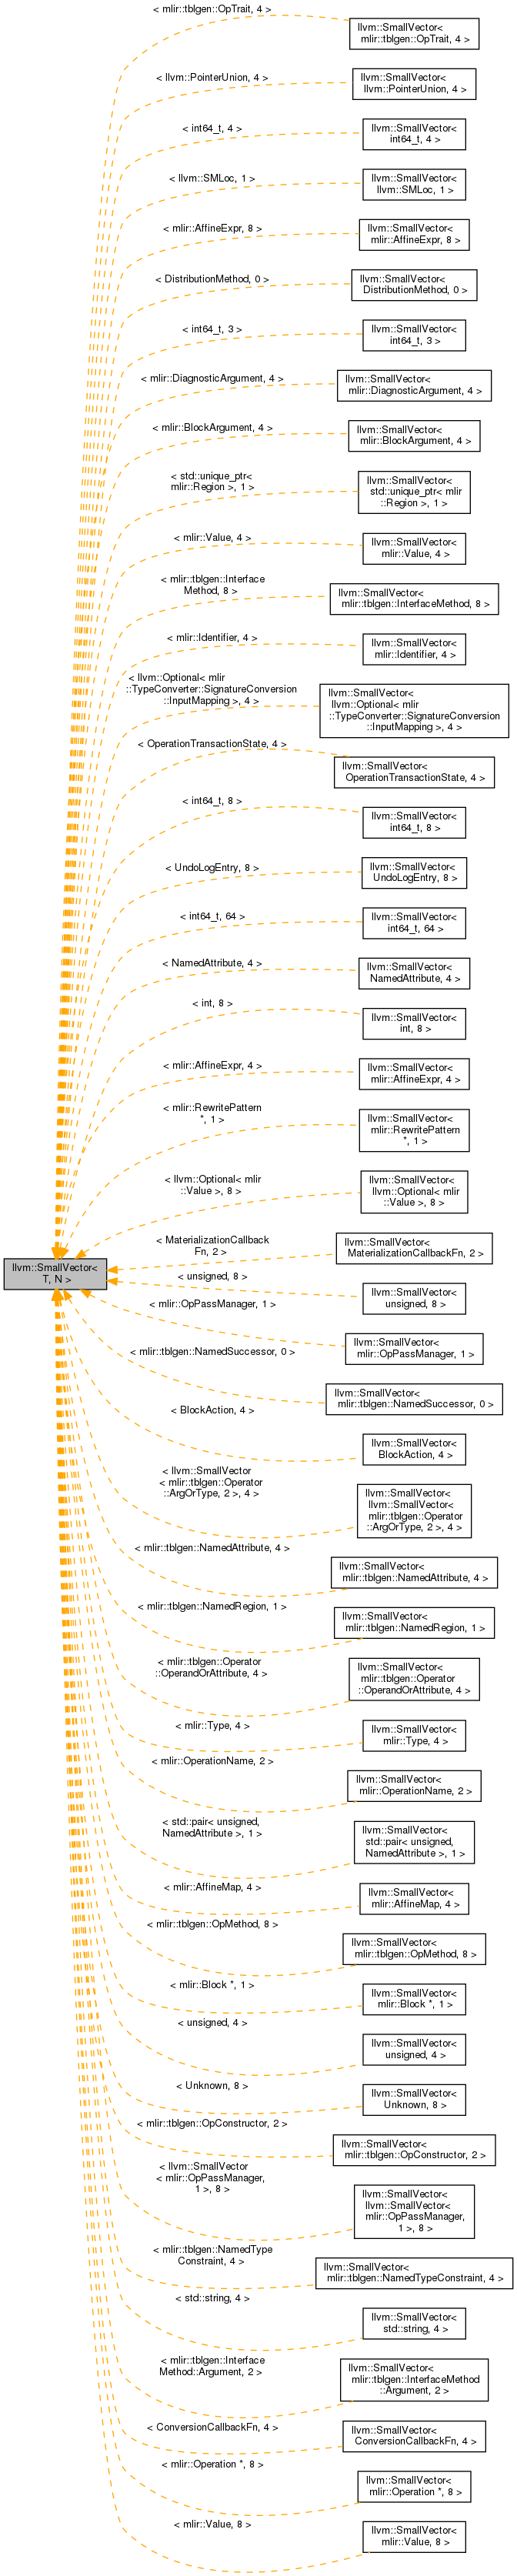 < mlir::tblgen::OpTrait, 4 >
llvm::SmallVector<
mlir::tblgen::OpTrait, 4 >
< llvm::PointerUnion, 4 >
llvm::SmallVector<
llvm::PointerUnion, 4 >
< int64_t, 4 >
llvm::SmallVector<
int64_t, 4 >
< llvm::SMLoc, 1 >
llvm::SmallVector<
llvm::SMLoc, 1 >
< mlir::AffineExpr, 8 >
llvm::SmallVector<
mlir::AffineExpr, 8 >
< DistributionMethod, 0 >
llvm::SmallVector<
DistributionMethod, 0 >
< int64_t, 3 >
llvm::SmallVector<
int64_t, 3 >
< mlir::DiagnosticArgument, 4 >
llvm::SmallVector<
mlir::DiagnosticArgument, 4 >
< mlir::BlockArgument, 4 >
llvm::SmallVector<
mlir::BlockArgument, 4 >
< std::unique_ptr<
mlir::Region >, 1 >
llvm::SmallVector<
std::unique_ptr< mlir
::Region >, 1 >
< mlir::Value, 4 >
llvm::SmallVector<
mlir::Value, 4 >
< mlir::tblgen::Interface
Method, 8 >
llvm::SmallVector<
mlir::tblgen::InterfaceMethod, 8 >
< mlir::Identifier, 4 >
llvm::SmallVector<
mlir::Identifier, 4 >
< llvm::Optional< mlir
::TypeConverter::SignatureConversion
::InputMapping >, 4 >
llvm::SmallVector<
llvm::Optional< mlir
::TypeConverter::SignatureConversion
::InputMapping >, 4 >
< OperationTransactionState, 4 >
llvm::SmallVector<
OperationTransactionState, 4 >
< int64_t, 8 >
llvm::SmallVector<
int64_t, 8 >
< UndoLogEntry, 8 >
llvm::SmallVector<
UndoLogEntry, 8 >
< int64_t, 64 >
llvm::SmallVector<
int64_t, 64 >
< NamedAttribute, 4 >
llvm::SmallVector<
NamedAttribute, 4 >
< int, 8 >
llvm::SmallVector<
int, 8 >
< mlir::AffineExpr, 4 >
llvm::SmallVector<
mlir::AffineExpr, 4 >
< mlir::RewritePattern
*, 1 >
llvm::SmallVector<
mlir::RewritePattern
*, 1 >
< llvm::Optional< mlir
::Value >, 8 >
llvm::SmallVector<
llvm::Optional< mlir
::Value >, 8 >
< MaterializationCallback
Fn, 2 >
llvm::SmallVector<
MaterializationCallbackFn, 2 >
llvm::SmallVector<
T, N >
< unsigned, 8 >
llvm::SmallVector<
unsigned, 8 >
< mlir::OpPassManager, 1 >
llvm::SmallVector<
mlir::OpPassManager, 1 >
< mlir::tblgen::NamedSuccessor, 0 >
llvm::SmallVector<
mlir::tblgen::NamedSuccessor, 0 >
< BlockAction, 4 >
llvm::SmallVector<
BlockAction, 4 >
< llvm::SmallVector
< mlir::tblgen::Operator
::ArgOrType, 2 >, 4 >
llvm::SmallVector<
llvm::SmallVector<
mlir::tblgen::Operator
::ArgOrType, 2 >, 4 >
< mlir::tblgen::NamedAttribute, 4 >
llvm::SmallVector<
mlir::tblgen::NamedAttribute, 4 >
< mlir::tblgen::NamedRegion, 1 >
llvm::SmallVector<
mlir::tblgen::NamedRegion, 1 >
< mlir::tblgen::Operator
::OperandOrAttribute, 4 >
llvm::SmallVector<
mlir::tblgen::Operator
::OperandOrAttribute, 4 >
< mlir::Type, 4 >
llvm::SmallVector<
mlir::Type, 4 >
< mlir::OperationName, 2 >
llvm::SmallVector<
mlir::OperationName, 2 >
< std::pair< unsigned,
NamedAttribute >, 1 >
llvm::SmallVector<
std::pair< unsigned,
NamedAttribute >, 1 >
< mlir::AffineMap, 4 >
llvm::SmallVector<
mlir::AffineMap, 4 >
< mlir::tblgen::OpMethod, 8 >
llvm::SmallVector<
mlir::tblgen::OpMethod, 8 >
< mlir::Block *, 1 >
llvm::SmallVector<
mlir::Block *, 1 >
< unsigned, 4 >
llvm::SmallVector<
unsigned, 4 >
< Unknown, 8 >
llvm::SmallVector<
Unknown, 8 >
< mlir::tblgen::OpConstructor, 2 >
llvm::SmallVector<
mlir::tblgen::OpConstructor, 2 >
< llvm::SmallVector
< mlir::OpPassManager,
1 >, 8 >
llvm::SmallVector<
llvm::SmallVector<
mlir::OpPassManager,
1 >, 8 >
< mlir::tblgen::NamedType
Constraint, 4 >
llvm::SmallVector<
mlir::tblgen::NamedTypeConstraint, 4 >
< std::string, 4 >
llvm::SmallVector<
std::string, 4 >
< mlir::tblgen::Interface
Method::Argument, 2 >
llvm::SmallVector<
mlir::tblgen::InterfaceMethod
::Argument, 2 >
< ConversionCallbackFn, 4 >
llvm::SmallVector<
ConversionCallbackFn, 4 >
< mlir::Operation *, 8 >
llvm::SmallVector<
mlir::Operation *, 8 >
< mlir::Value, 8 >
llvm::SmallVector<
mlir::Value, 8 >